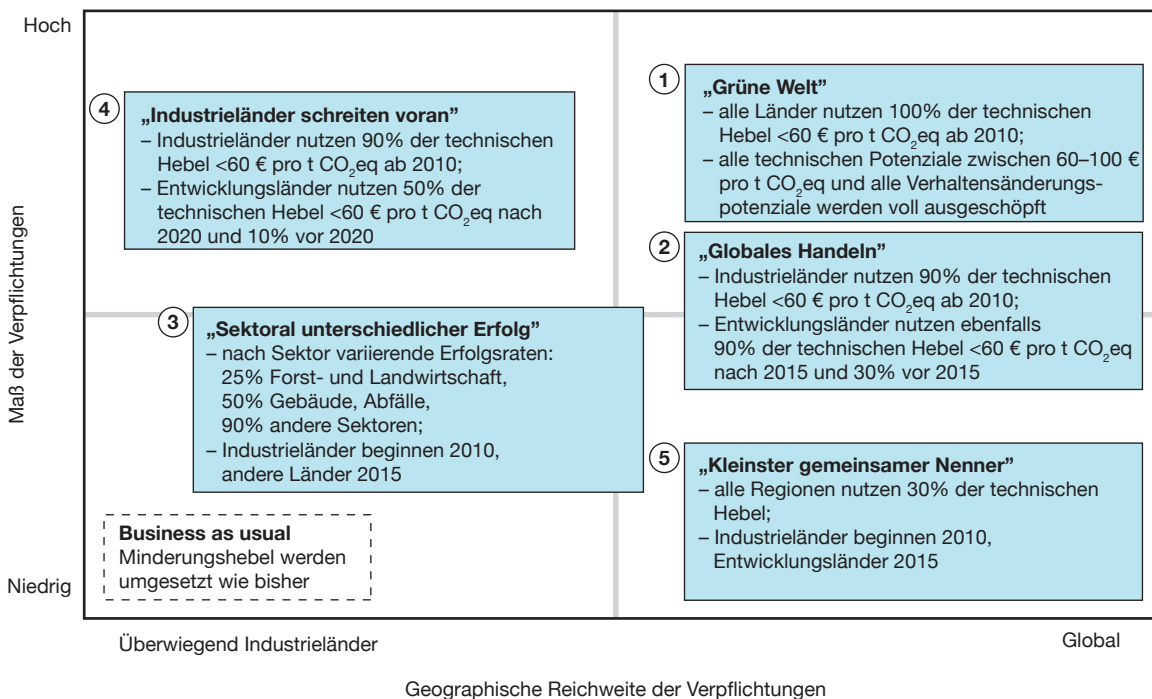 Hoch
Maß der Verpflichtungen
Niedrig
4
„Industrieländer schreiten voran”
– Industrieländer nutzen 90% der technischen
Hebel <60 € pro t CO₂eq ab 2010;
– Entwicklungsländer nutzen 50% der
technischen Hebel <60 € pro t CO₂eq nach
2020 und 10% vor 2020
1
„Grüne Welt”
– alle Länder nutzen 100% der technischen
Hebel <60 € pro t CO₂eq ab 2010;
– alle technischen Potenziale zwischen 60–100 €
pro t CO₂eq und alle Verhaltensänderungs-
potenziale werden voll ausgeschöpft
2
„Globales Handeln”
– Industrieländer nutzen 90% der technischen
Hebel <60 € pro t CO₂eq ab 2010;
– Entwicklungsländer nutzen ebenfalls
90% der technischen Hebel <60 € pro t CO₂eq
nach 2015 und 30% vor 2015
3
„Sektoral unterschiedlicher Erfolg”
– nach Sektor variierende Erfolgsraten:
25% Forst- und Landwirtschaft,
50% Gebäude, Abfälle,
90% andere Sektoren;
– Industrieländer beginnen 2010,
andere Länder 2015
5
„Kleinster gemeinsamer Nenner”
– alle Regionen nutzen 30% der technischen
Hebel;
– Industrieländer beginnen 2010,
Entwicklungsländer 2015
Business as usual
Minderungshebel werden
umgesetzt wie bisher
Überwiegend Industrieländer
Global
Geographische Reichweite der Verpflichtungen